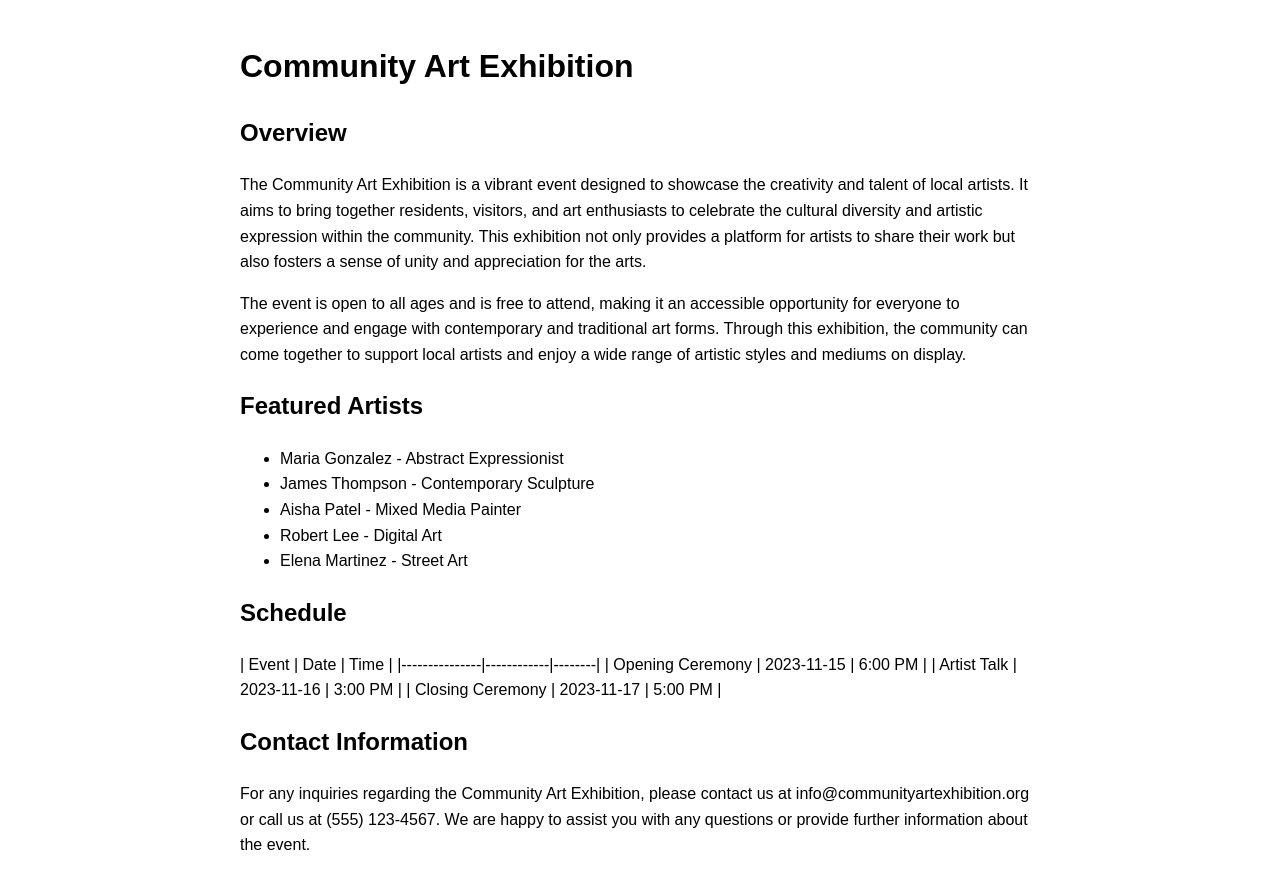 Community Art Exhibition
Overview
The Community Art Exhibition is a vibrant event designed to showcase the creativity and talent of local artists. It
aims to bring together residents, visitors, and art enthusiasts to celebrate the cultural diversity and artistic
expression within the community. This exhibition not only provides a platform for artists to share their work but
also fosters a sense of unity and appreciation for the arts.
The event is open to all ages and is free to attend, making it an accessible opportunity for everyone to
experience and engage with contemporary and traditional art forms. Through this exhibition, the community can
come together to support local artists and enjoy a wide range of artistic styles and mediums on display.
Featured Artists
• Maria Gonzalez - Abstract Expressionist
• James Thompson - Contemporary Sculpture
• Aisha Patel - Mixed Media Painter
• Robert Lee - Digital Art
• Elena Martinez - Street Art
Schedule
| Event | Date | Time | |---------------|------------|--------| | Opening Ceremony | 2023-11-15 | 6:00 PM | | Artist Talk |
2023-11-16 | 3:00 PM | | Closing Ceremony | 2023-11-17 | 5:00 PM |
Contact Information
For any inquiries regarding the Community Art Exhibition, please contact us at info@communityartexhibition.org
or call us at (555) 123-4567. We are happy to assist you with any questions or provide further information about
the event.